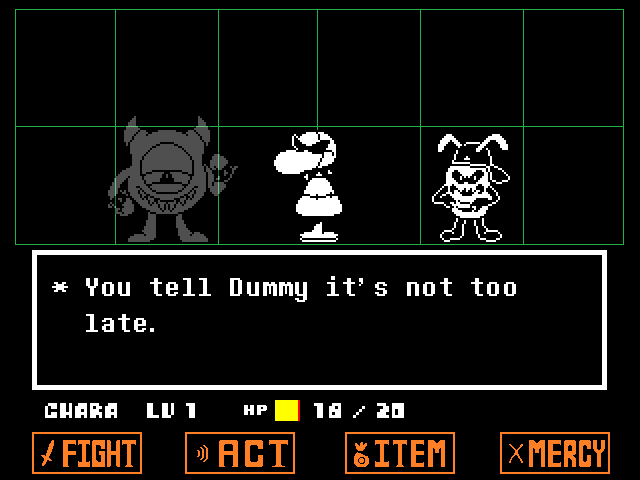 * You tell Dummy it's not too
late.
CHARA LV 1 HP 18 / 20
FIGHT ACT ITEM MERCY